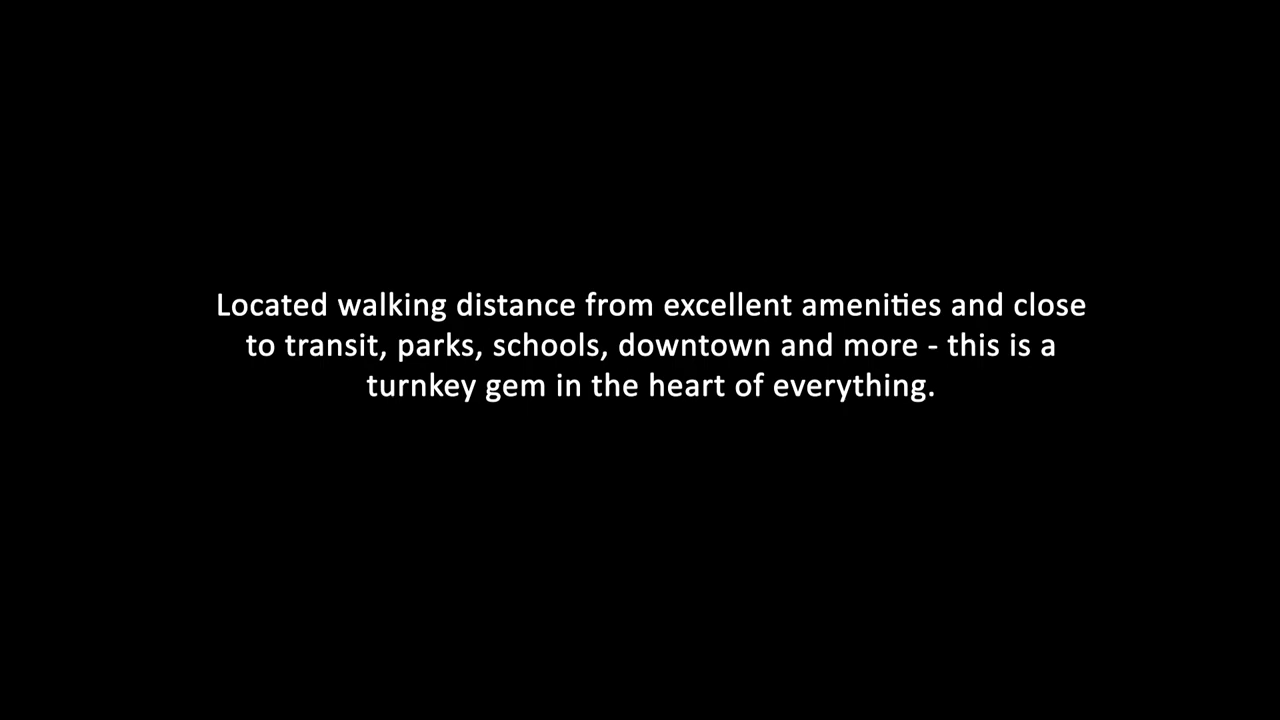 Located walking distance from excellent amenities and close
to transit, parks, schools, downtown and more - this is a
turnkey gem in the heart of everything.